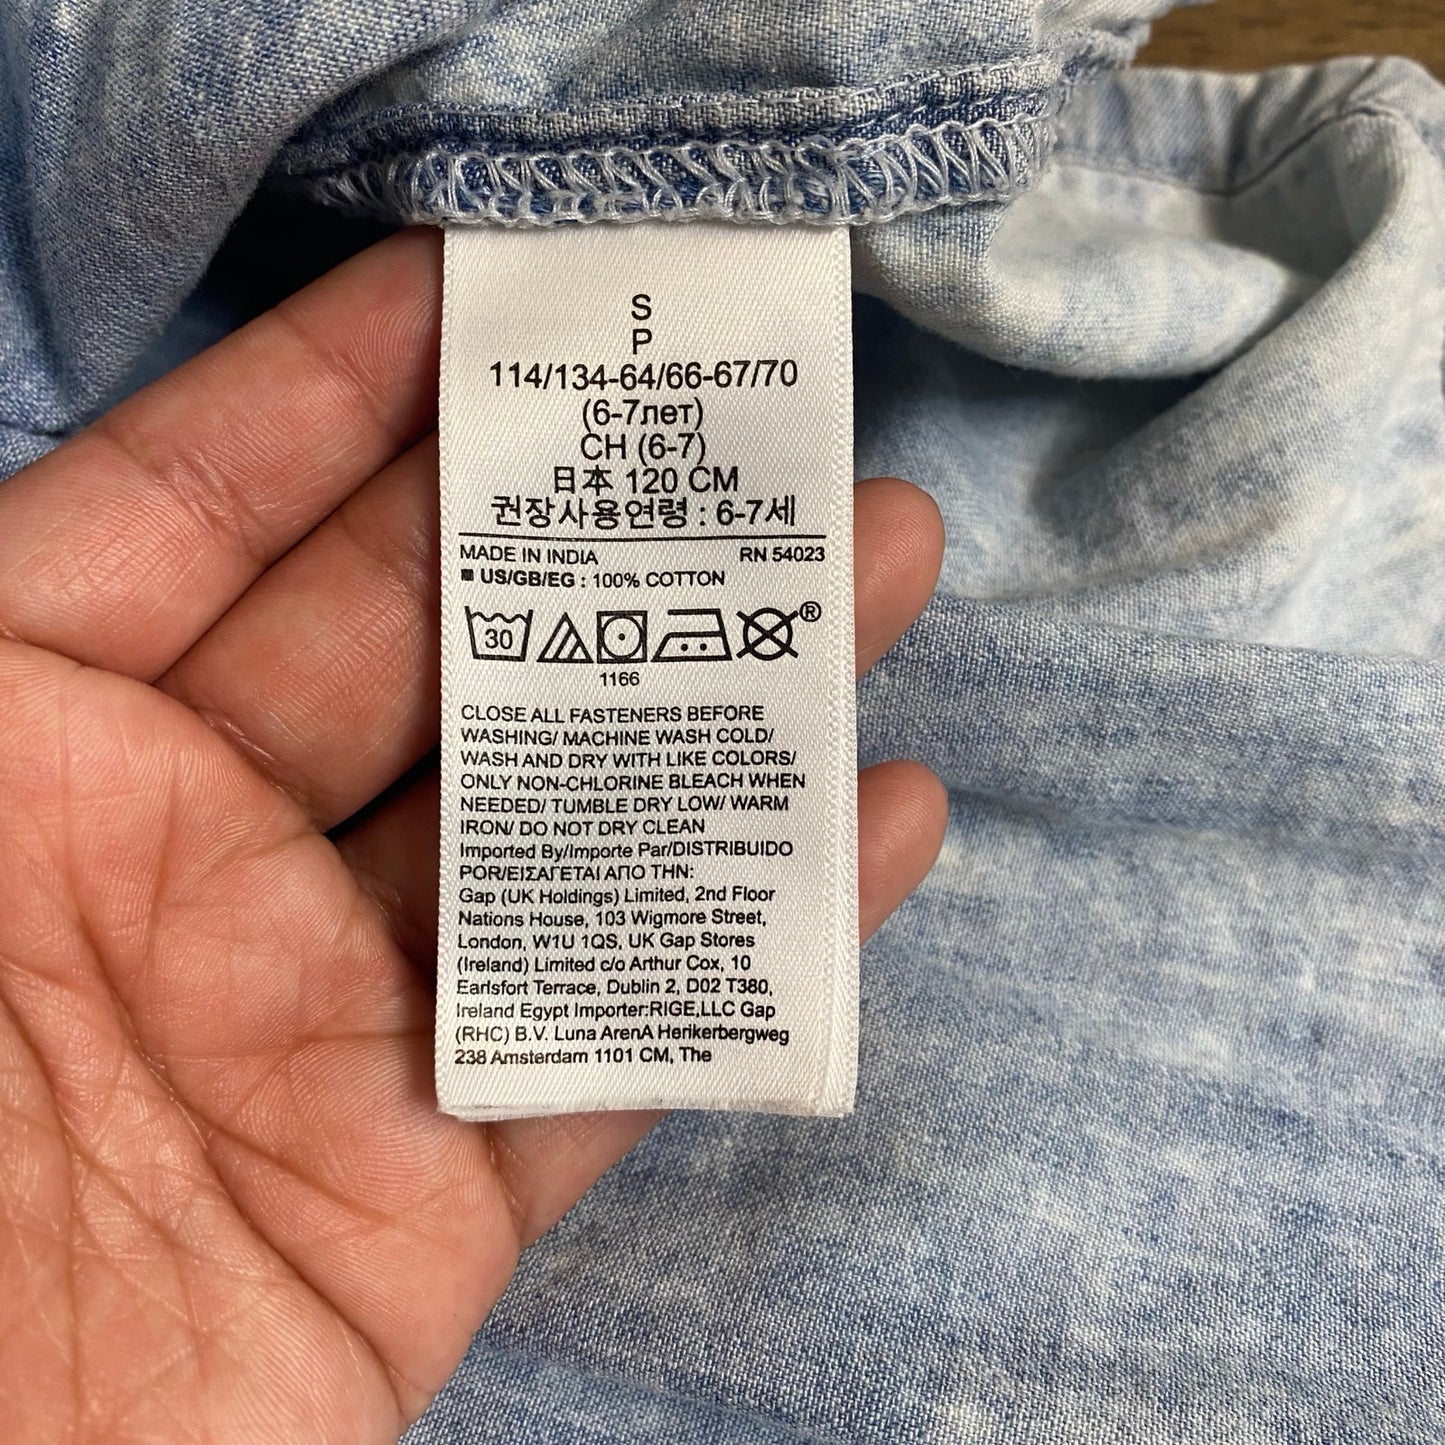 S
P
114/134-64/66-67/70
(6-7лет)
CH (6-7)
日本 120 CM
권장사용연령 : 6-7세
MADE IN INDIA RN 54023
US/GB/EG : 100% COTTON
30 ®
1166
CLOSE ALL FASTENERS BEFORE
WASHING/ MACHINE WASH COLD/
WASH AND DRY WITH LIKE COLORS/
ONLY NON-CHLORINE BLEACH WHEN
NEEDED/ TUMBLE DRY LOW/ WARM
IRON/ DO NOT DRY CLEAN
Imported By/Importe Par/DISTRIBUIDO
POR/ΕΙΣΑΓΕΤΑΙ ΑΠΟ ΤΗΝ:
Gap (UK Holdings) Limited, 2nd Floor
Nations House, 103 Wigmore Street,
London, W1U 1QS, UK Gap Stores
(Ireland) Limited c/o Arthur Cox, 10
Earlsfort Terrace, Dublin 2, D02 T380,
Ireland Egypt Importer:RIGE,LLC Gap
(RHC) B.V. Luna ArenA Herikerbergweg
238 Amsterdam 1101 CM, The